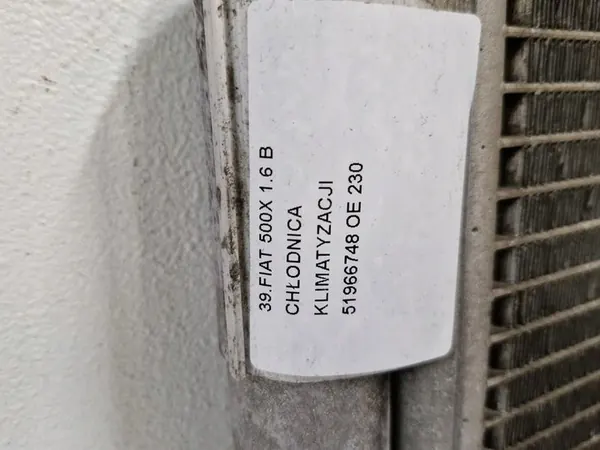 39.FIAT 500X 1.6 B
CHŁODNICA
KLIMATYZACJI
51966748 OE 230